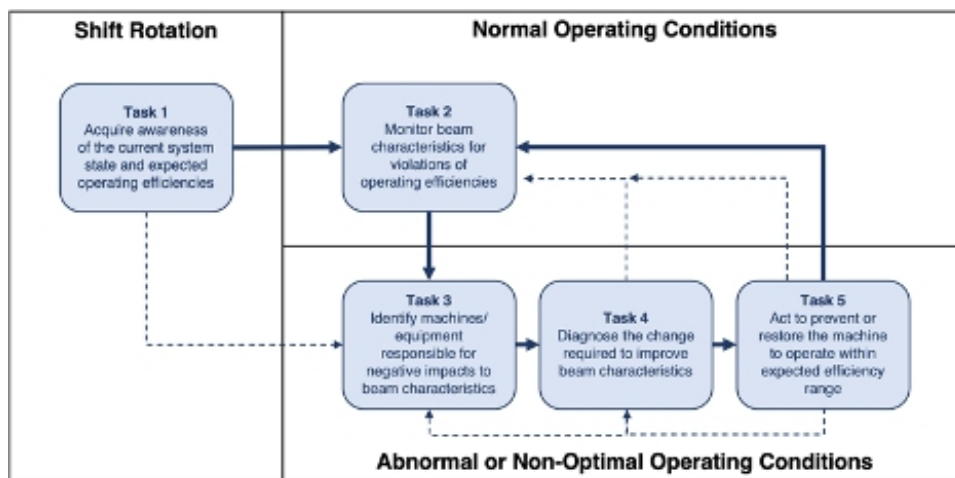 Shift Rotation
Normal Operating Conditions
Task 1
Acquire awareness
of the current system
state and expected
operating efficiencies
Task 2
Monitor beam
characteristics for
violations of
operating efficiencies
Task 3
Identify machines/
equipment
responsible for
negative impacts to
beam characteristics
Task 4
Diagnose the change
required to improve
beam characteristics
Task 5
Act to prevent or
restore the machine
to operate within
expected efficiency
range
Abnormal or Non-Optimal Operating Conditions